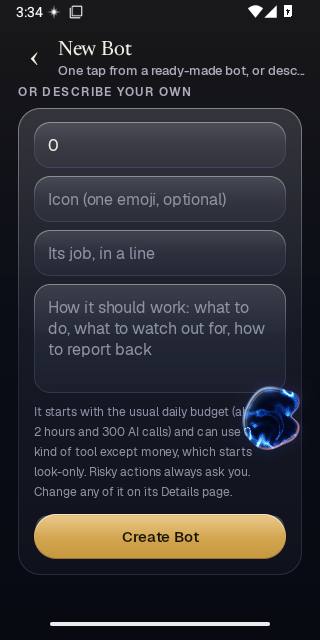 3:34
New Bot
One tap from a ready-made bot, or desc...
OR DESCRIBE YOUR OWN
0
Icon (one emoji, optional)
Its job, in a line
How it should work: what to
do, what to watch out for, how
to report back
It starts with the usual daily budget
2 hours and 300 AI calls) and can use
kind of tool except money, which starts
look-only. Risky actions always ask you.
Change any of it on its Details page.
Create Bot